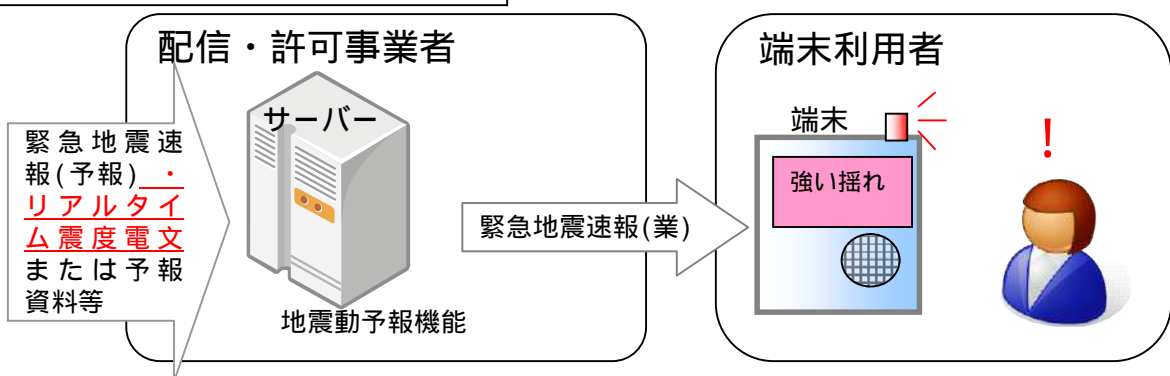 配信・許可事業者
端末利用者
サーバー
端末
緊急地震速
報(予報)・
リアルタイ
ム震度電文
または予報
資料等
強い揺れ
!
緊急地震速報(業)
地震動予報機能